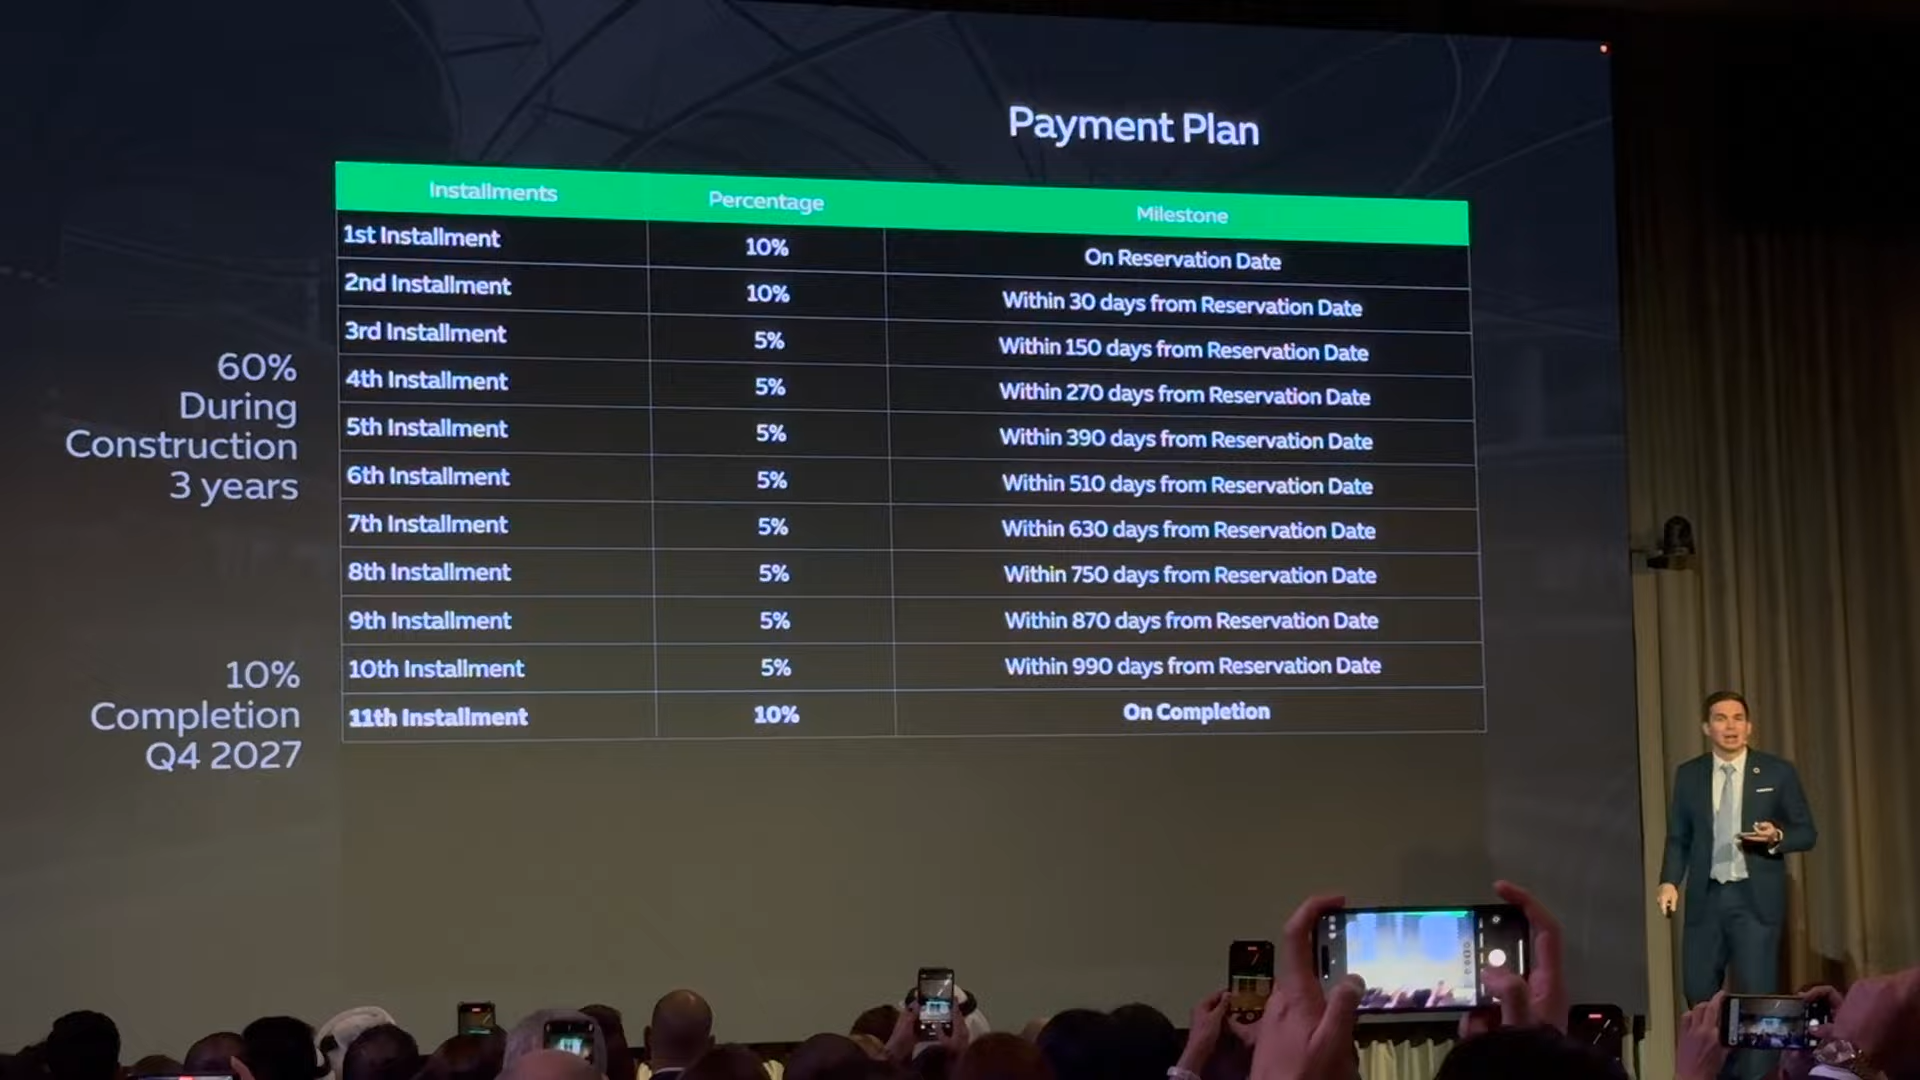 Payment Plan
Installments Percentage Milestone
1st Installment 10% On Reservation Date
2nd Installment 10% Within 30 days from Reservation Date
3rd Installment 5% Within 150 days from Reservation Date
4th Installment 5% Within 270 days from Reservation Date
5th Installment 5% Within 390 days from Reservation Date
6th Installment 5% Within 510 days from Reservation Date
7th Installment 5% Within 630 days from Reservation Date
8th Installment 5% Within 750 days from Reservation Date
9th Installment 5% Within 870 days from Reservation Date
10th Installment 5% Within 990 days from Reservation Date
11th Installment 10% On Completion
60%
During
Construction
3 years
10%
Completion
Q4 2027